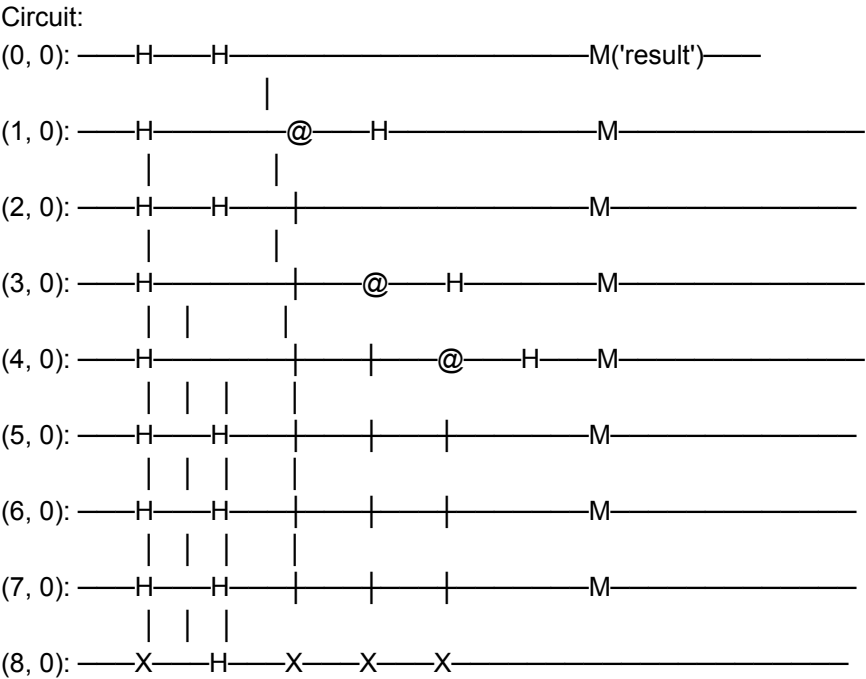 Circuit:
(0, 0): ───H───H───────────────────M('result')───
|
(1, 0): ───H───────@───H───────────M─────────────
| |
(2, 0): ───H───H───┼───────────────M─────────────
| |
(3, 0): ───H───────┼───@───H───────M─────────────
| | |
(4, 0): ───H───────┼───┼───@───H───M─────────────
| | | |
(5, 0): ───H───H───┼───┼───┼───────M─────────────
| | | |
(6, 0): ───H───H───┼───┼───┼───────M─────────────
| | | |
(7, 0): ───H───H───┼───┼───┼───────M─────────────
| | |
(8, 0): ───X───H───X───X───X─────────────────────